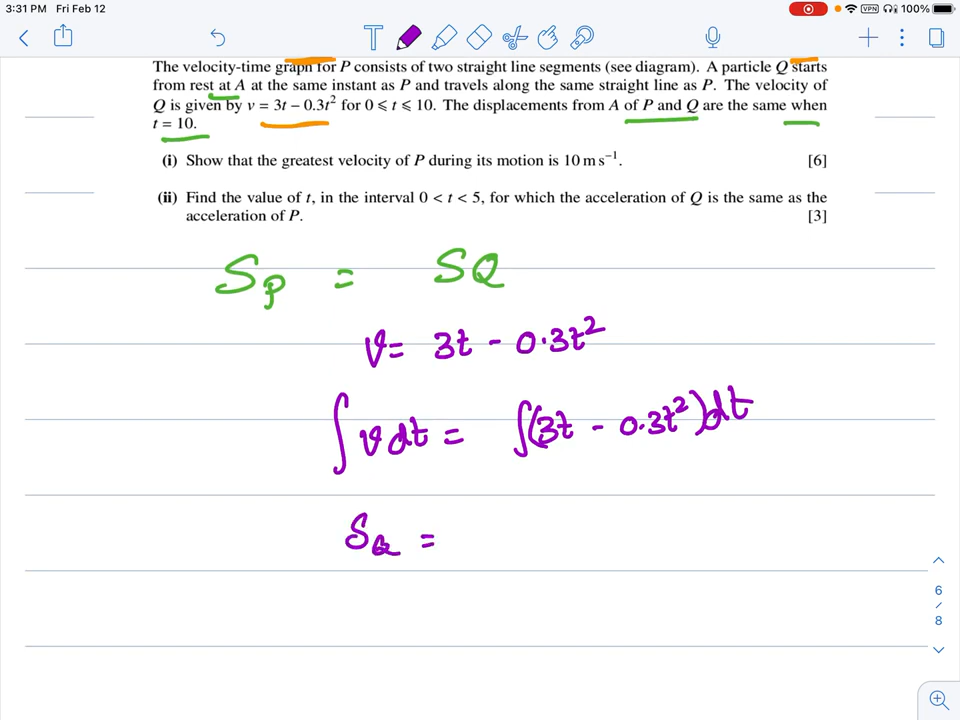 3:31 PM Fri Feb 12
VPN 100%
T
The velocity-time graph for P consists of two straight line segments (see diagram). A particle Q starts
from rest at A at the same instant as P and travels along the same straight line as P. The velocity of
Q is given by v = 3t − 0.3t² for 0 ⩽ t ⩽ 10. The displacements from A of P and Q are the same when
t = 10.
(i) Show that the greatest velocity of P during its motion is 10 m s⁻¹. [6]
(ii) Find the value of t, in the interval 0 < t < 5, for which the acceleration of Q is the same as the
acceleration of P. [3]
S_P = SQ
v = 3t - 0.3t²
∫ v dt = ∫(3t - 0.3t²)dt
S_Q =
6
/
8